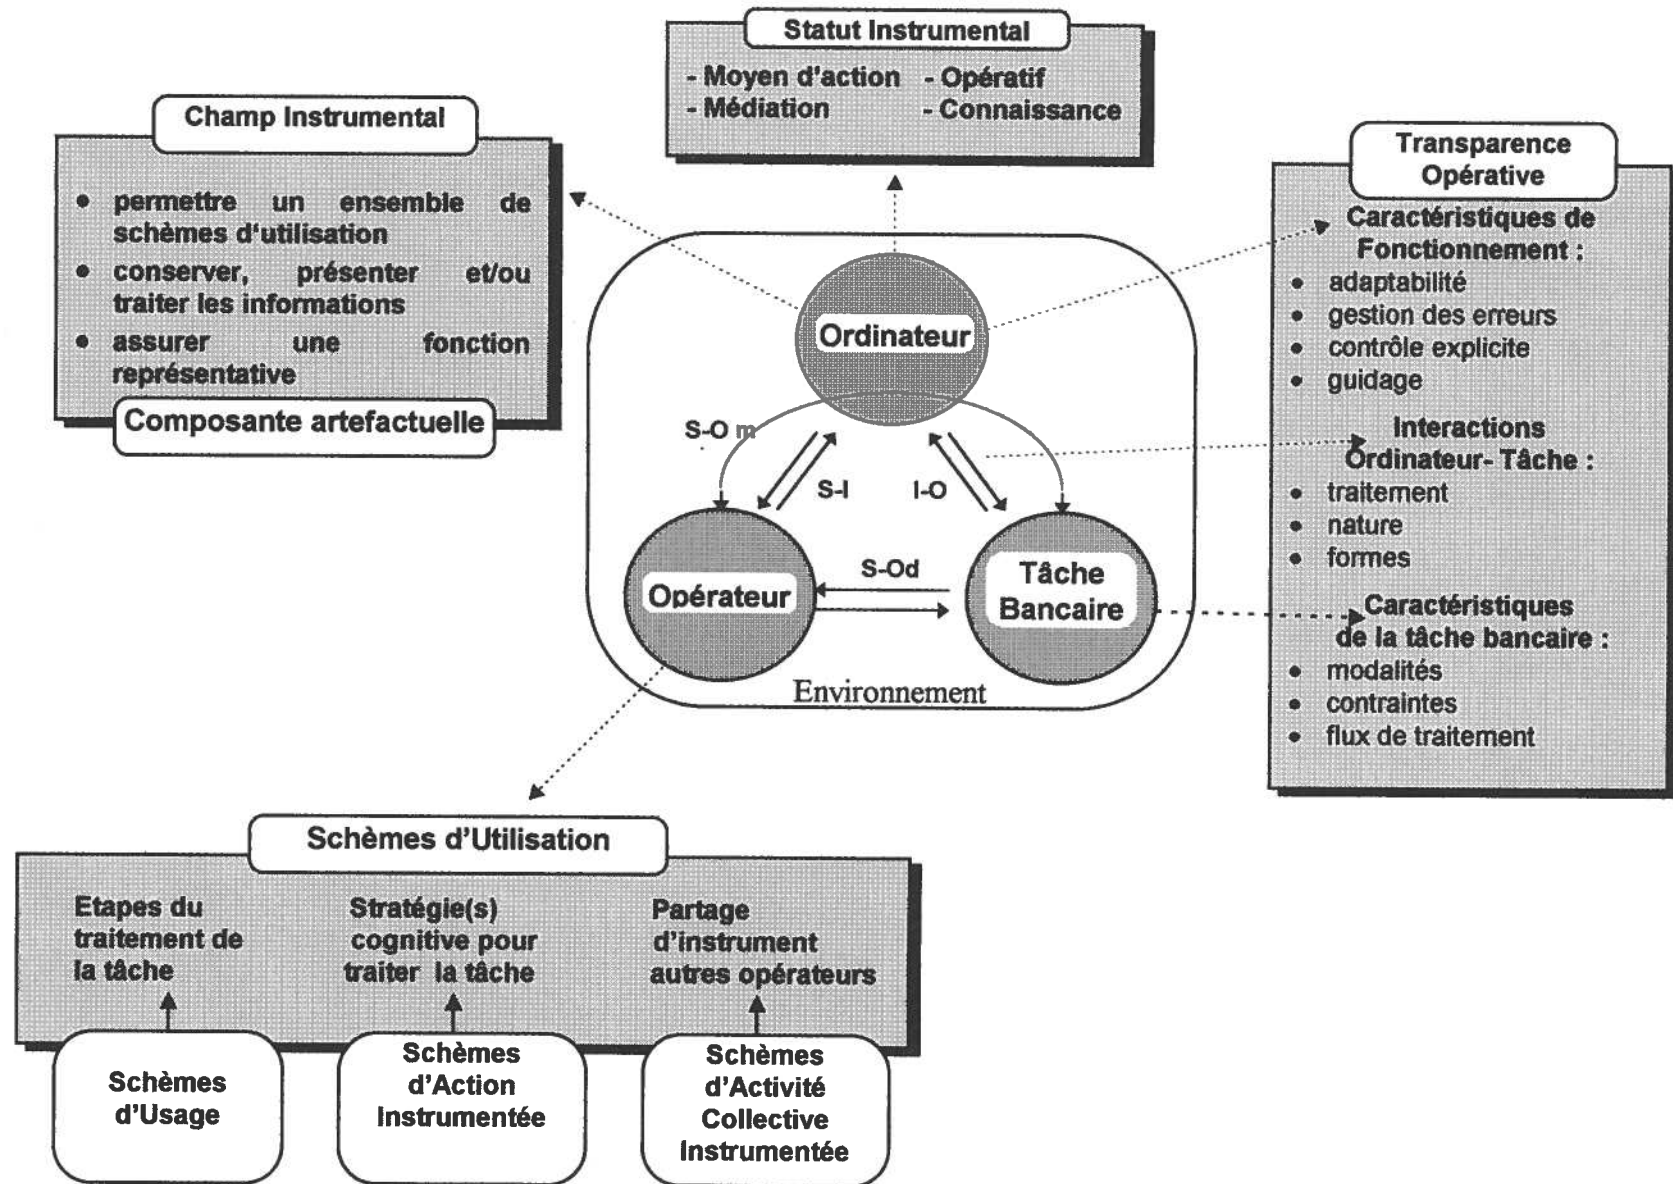 Statut Instrumental
- Moyen d'action - Opératif
- Médiation - Connaissance
Champ Instrumental
• permettre un ensemble de
schèmes d'utilisation
• conserver, présenter et/ou
traiter les informations
• assurer une fonction
représentative
Composante artefactuelle
Transparence
Opérative
Caractéristiques de
Fonctionnement :
• adaptabilité
• gestion des erreurs
• contrôle explicite
• guidage
Interactions
Ordinateur- Tâche :
• traitement
• nature
• formes
Caractéristiques
de la tâche bancaire :
• modalités
• contraintes
• flux de traitement
Ordinateur
S-O m
S-I
I-O
S-Od
Opérateur
Tâche
Bancaire
Environnement
Schèmes d'Utilisation
Etapes du
traitement de
la tâche
Stratégie(s)
cognitive pour
traiter la tâche
Partage
d'instrument
autres opérateurs
Schèmes
d'Usage
Schèmes
d'Action
Instrumentée
Schèmes
d'Activité
Collective
Instrumentée